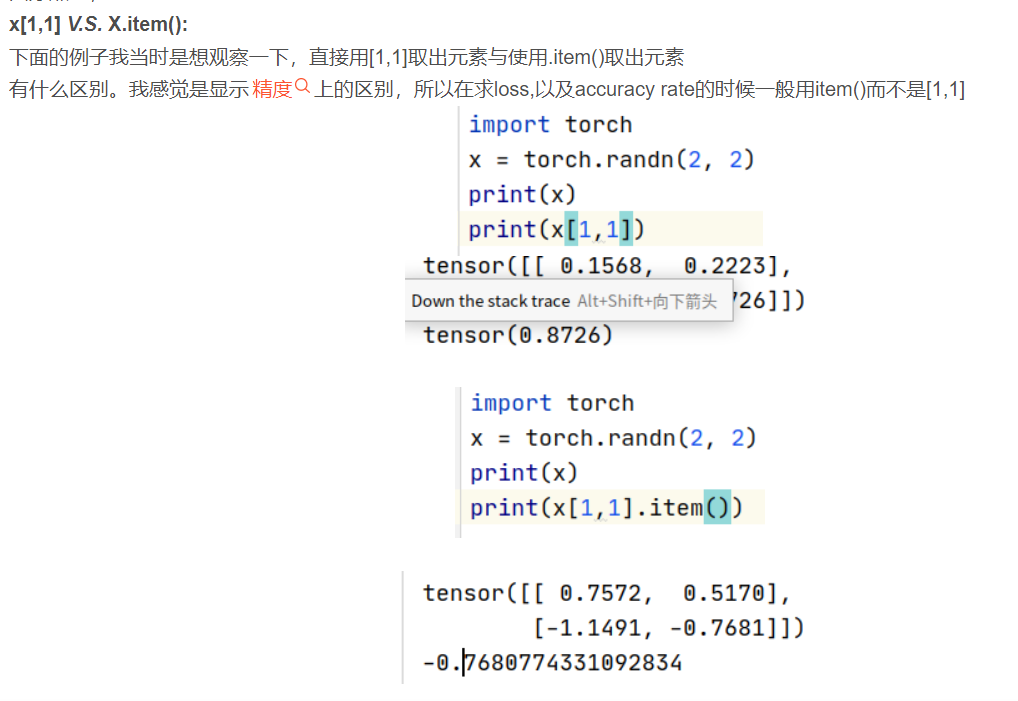 x[1,1] V.S. X.item():
下面的例子我当时是想观察一下，直接用[1,1]取出元素与使用.item()取出元素
有什么区别。我感觉是显示 精度 上的区别，所以在求loss,以及accuracy rate的时候一般用item()而不是[1,1]
import torch
x = torch.randn(2, 2)
print(x)
print(x[1,1])
tensor([[ 0.1568,  0.2223],
Down the stack trace Alt+Shift+向下箭头 726]])
tensor(0.8726)
import torch
x = torch.randn(2, 2)
print(x)
print(x[1,1].item())
tensor([[ 0.7572,  0.5170],
[-1.1491, -0.7681]])
-0.7680774331092834